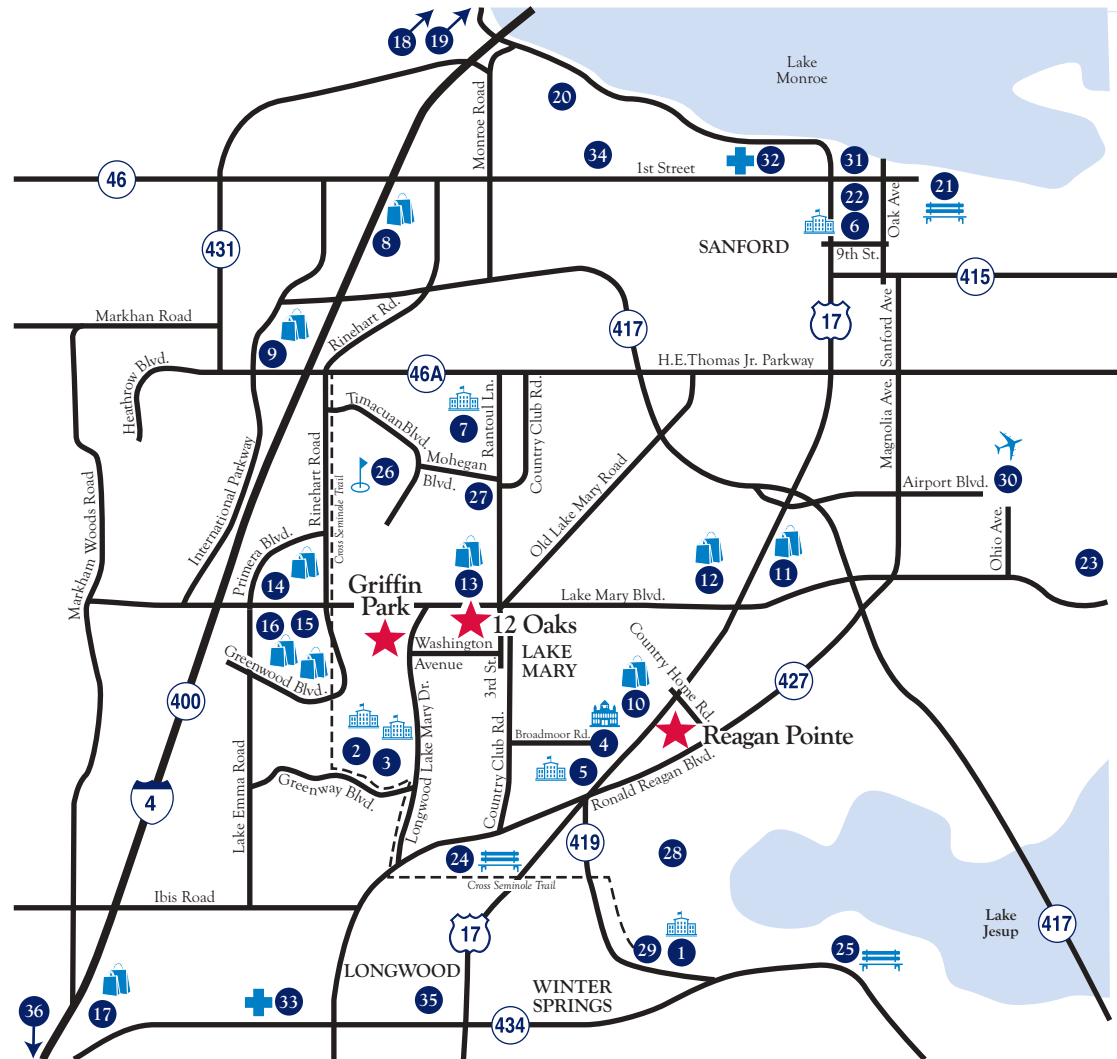 18
19
Lake
Monroe
20
Monroe Road
34
32
31
1st Street
46
21
22
Oak Ave
6
8
431
SANFORD
9th St.
415
Markhan Road
Rinehart Rd.
417
17
Sanford Ave
9
H.E.Thomas Jr. Parkway
46A
Heathrow Blvd.
Timacuan Blvd.
7
Rantoul Ln.
Country Club Rd.
Magnolia Ave.
International Parkway
Rinehart Road
Cross Seminole Trail
26
Mohegan
Blvd.
27
Old Lake Mary Road
30
Airport Blvd.
Markham Woods Road
Ohio Ave.
Primera Blvd.
14
13
12
11
23
Griffin
Park
Lake Mary Blvd.
16
15
12 Oaks
Washington
Avenue
LAKE
MARY
3rd St.
Country Home Rd.
Greenwood Blvd.
427
10
400
Longwood Lake Mary Dr.
Country Club Rd.
Broadmoor Rd.
4
Reagan Pointe
2
3
5
Greenway Blvd.
Ronald Reagan Blvd.
4
Lake Emma Road
419
24
28
Cross Seminole Trail
Ibis Road
Lake
Jesup
417
17
29
1
25
LONGWOOD
WINTER
SPRINGS
36
17
33
35
434